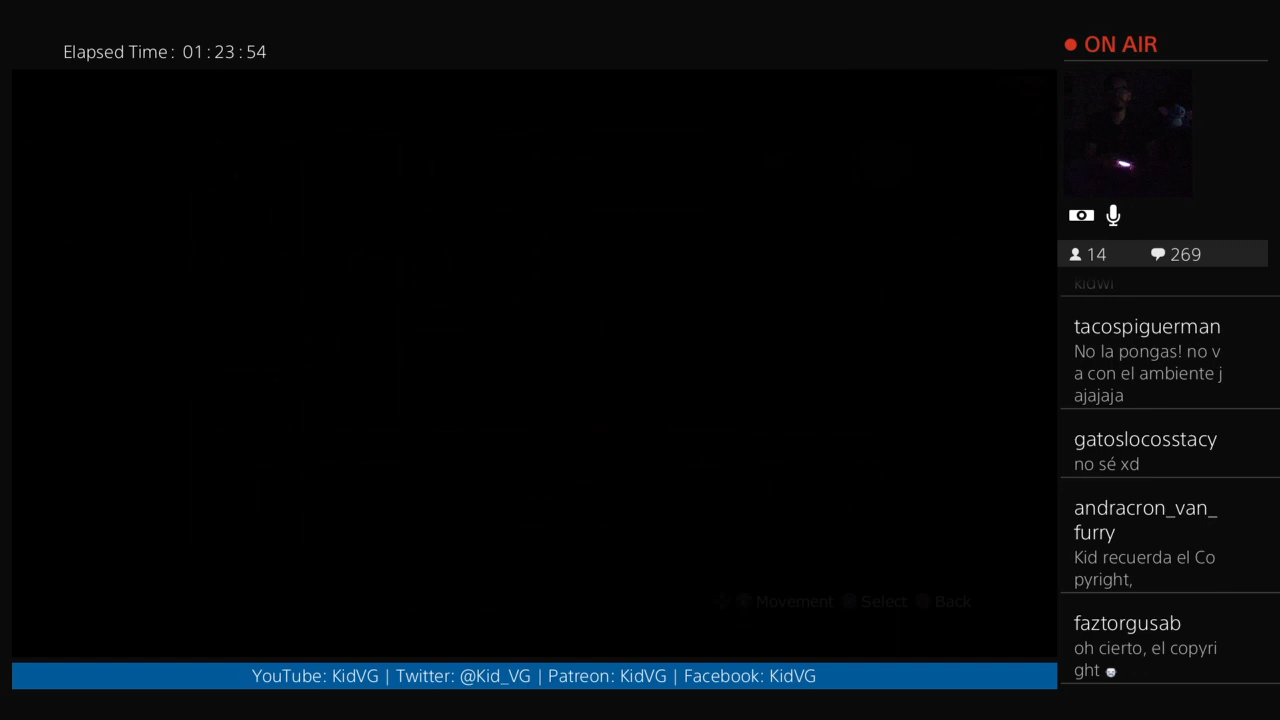 Elapsed Time: 01:23:54
ON AIR
14 269
kidwi
tacospiguerman
No la pongas! no v
a con el ambiente j
ajajaja
gatoslocosstacy
no sé xd
andracron_van_
furry
Kid recuerda el Co
pyright,
faztorgusab
oh cierto, el copyri
ght
Movement Select Back
YouTube: KidVG | Twitter: @Kid_VG | Patreon: KidVG | Facebook: KidVG